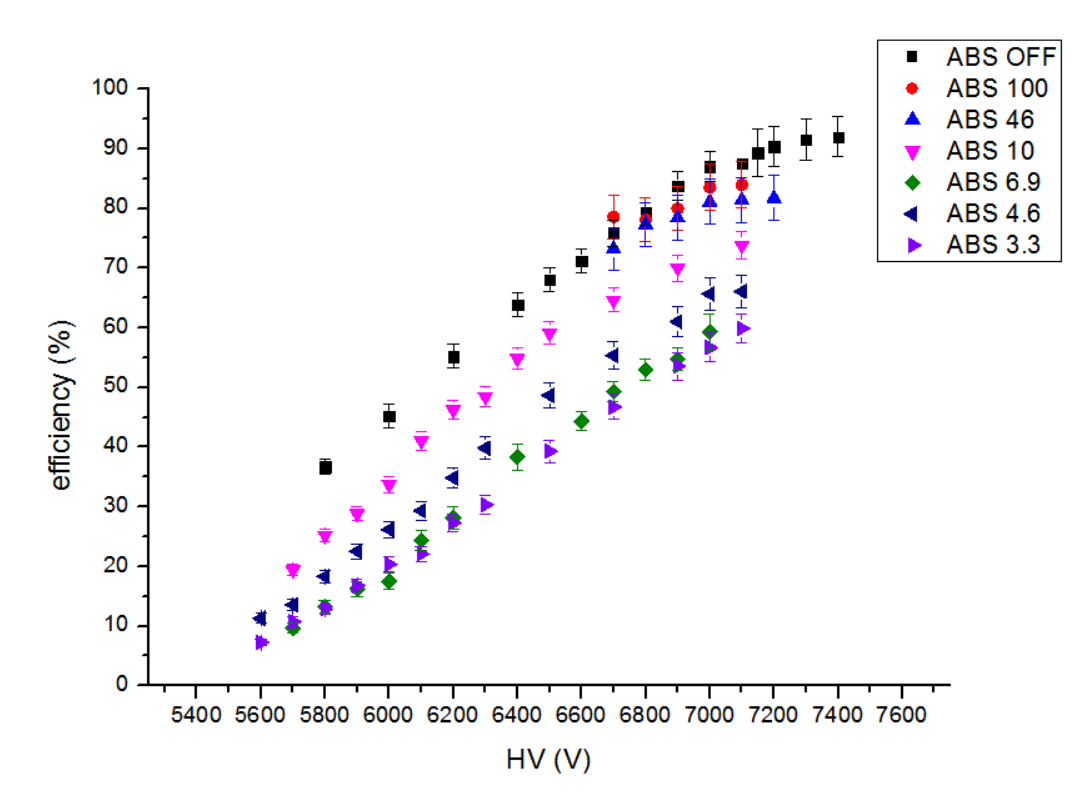 ABS OFF
ABS 100
ABS 46
ABS 10
ABS 6.9
ABS 4.6
ABS 3.3
100
90
80
70
60
50
40
30
20
10
0
efficiency (%)
5400 5600 5800 6000 6200 6400 6600 6800 7000 7200 7400 7600
HV (V)